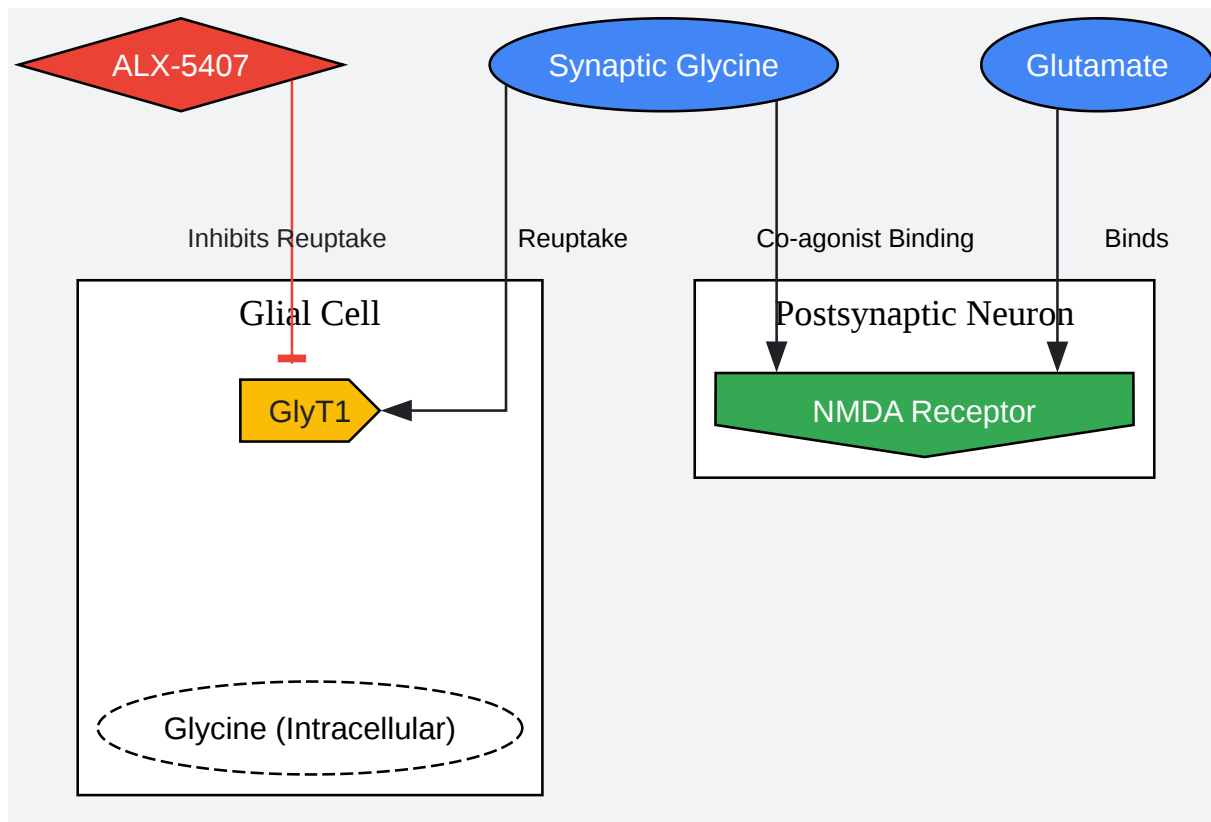 ALX-5407
Synaptic Glycine
Glutamate
Inhibits Reuptake
Reuptake
Co-agonist Binding
Binds
Glial Cell
Postsynaptic Neuron
GlyT1
NMDA Receptor
Glycine (Intracellular)